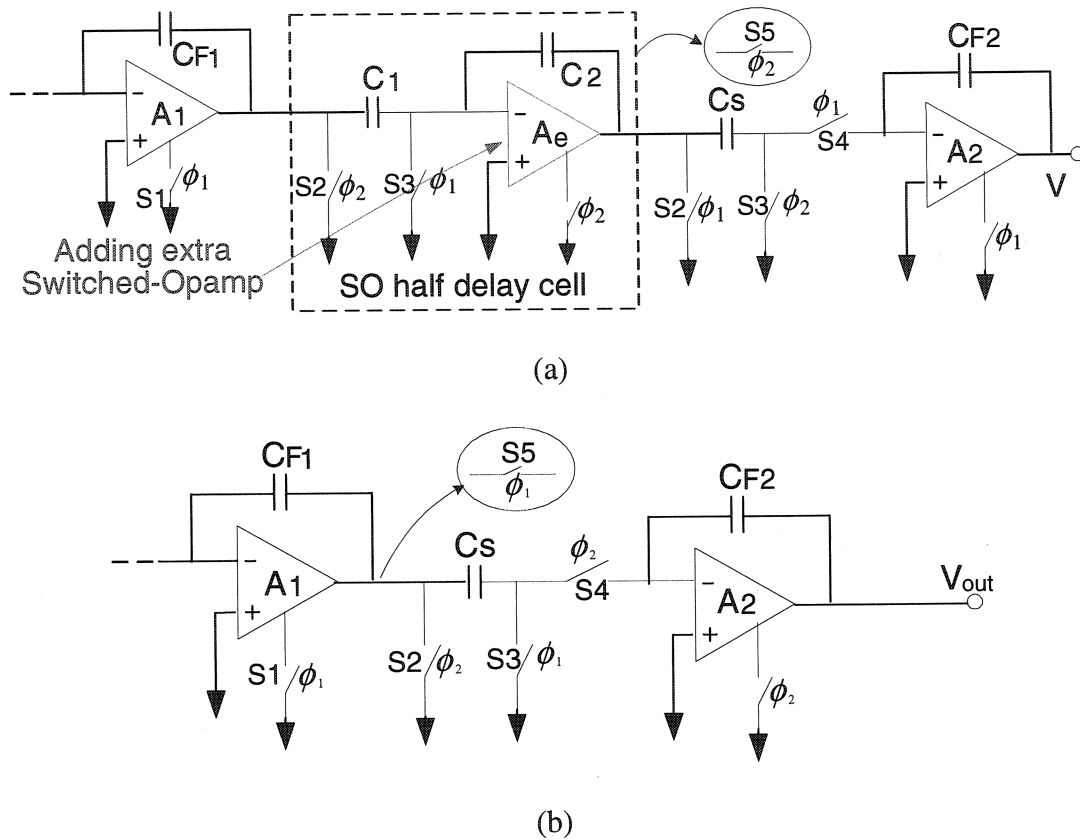 CF1
A1
S1
ϕ1
Adding extra
Switched-Opamp
C1
S2
ϕ2
S3
ϕ1
C2
Ae
ϕ2
SO half delay cell
S5
ϕ2
Cs
S2
ϕ1
S3
ϕ2
ϕ1
S4
CF2
A2
ϕ1
V
(a)
CF1
A1
S1
ϕ1
S5
ϕ1
Cs
S2
ϕ2
S3
ϕ1
ϕ2
S4
CF2
A2
ϕ2
Vout
(b)